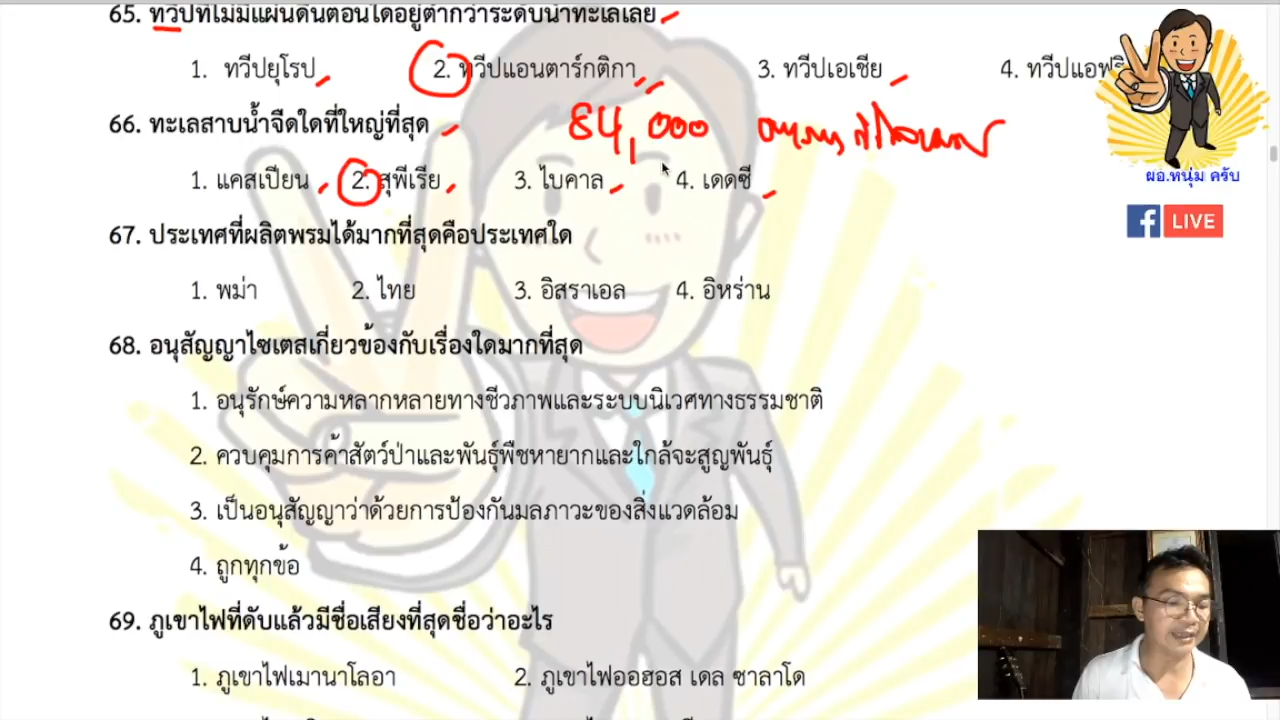 65. ทวีปที่ไม่มีแผ่นดินตอนใดอยู่ต่ำกว่าระดับน้ำทะเลเลย
1. ทวีปยุโรป 2. ทวีปแอนตาร์กติกา 3. ทวีปเอเชีย 4. ทวีปแอฟริ
66. ทะเลสาบน้ำจืดใดที่ใหญ่ที่สุด 84,000
ผอ.หนุ่ม ครับ
1. แคสเปียน 2. สุพีเรีย 3. ไบคาล 4. เดดซี
f LIVE
67. ประเทศที่ผลิตพรมได้มากที่สุดคือประเทศใด
1. พม่า 2. ไทย 3. อิสราเอล 4. อิหร่าน
68. อนุสัญญาไซเตสเกี่ยวข้องกับเรื่องใดมากที่สุด
1. อนุรักษ์ความหลากหลายทางชีวภาพและระบบนิเวศทางธรรมชาติ
2. ควบคุมการค้าสัตว์ป่าและพันธุ์พืชหายากและใกล้จะสูญพันธุ์
3. เป็นอนุสัญญาว่าด้วยการป้องกันมลภาวะของสิ่งแวดล้อม
4. ถูกทุกข้อ
69. ภูเขาไฟที่ดับแล้วมีชื่อเสียงที่สุดชื่อว่าอะไร
1. ภูเขาไฟเมานาโลอา 2. ภูเขาไฟออฮอส เดล ซาลาโด